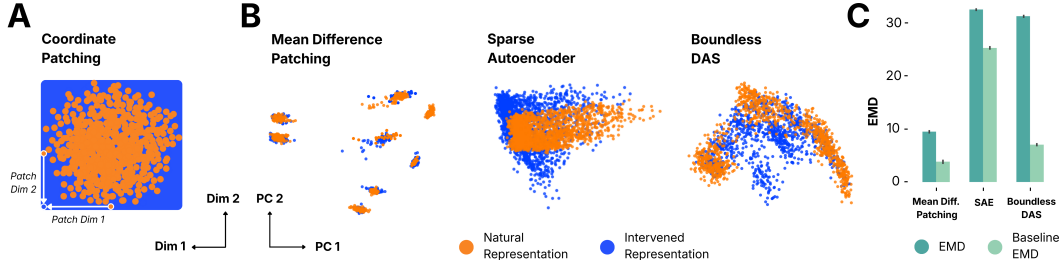 A
Coordinate
Patching
Patch
Dim 2
Patch Dim 1
Dim 2
Dim 1
B
Mean Difference
Patching
Sparse
Autoencoder
Boundless
DAS
PC 2
PC 1
Natural
Representation
Intervened
Representation
C
EMD
30
20
10
0
Mean Diff.
Patching
SAE
Boundless
DAS
EMD
Baseline
EMD